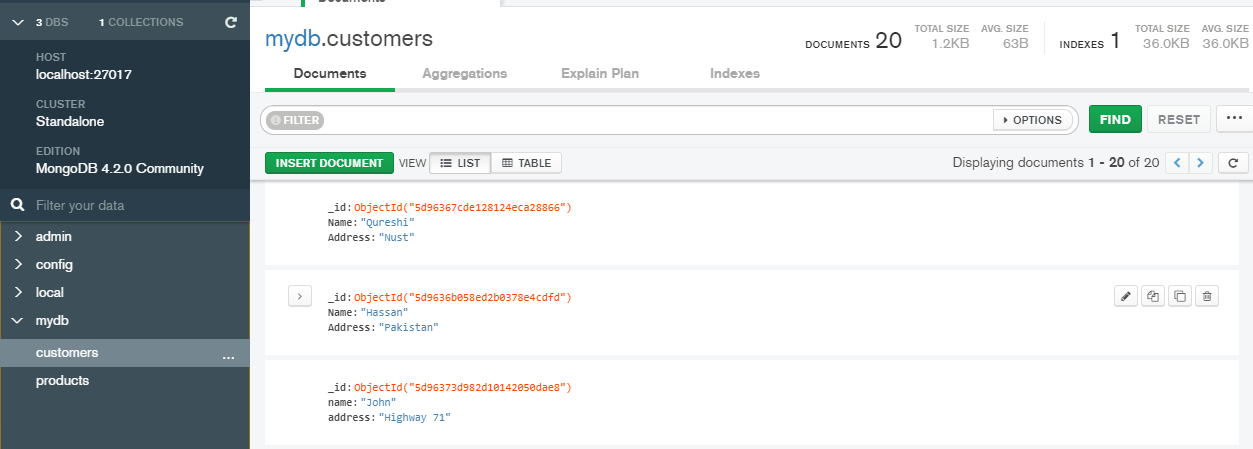 Documents
3 DBS 1 COLLECTIONS
HOST
localhost:27017
CLUSTER
Standalone
EDITION
MongoDB 4.2.0 Community
Filter your data
admin
config
local
mydb
customers ...
products
mydb.customers
DOCUMENTS 20
TOTAL SIZE
1.2KB
AVG. SIZE
63B
INDEXES 1
TOTAL SIZE
36.0KB
AVG. SIZE
36.0KB
Documents Aggregations Explain Plan Indexes
FILTER OPTIONS FIND RESET ...
INSERT DOCUMENT VIEW LIST TABLE Displaying documents 1 - 20 of 20
_id: ObjectId("5d96367cde128124eca28866")
Name: "Qureshi"
Address: "Nust"
_id: ObjectId("5d9636b058ed2b0378e4cdfd")
Name: "Hassan"
Address: "Pakistan"
_id: ObjectId("5d96373d982d10142050dae8")
name: "John"
address: "Highway 71"